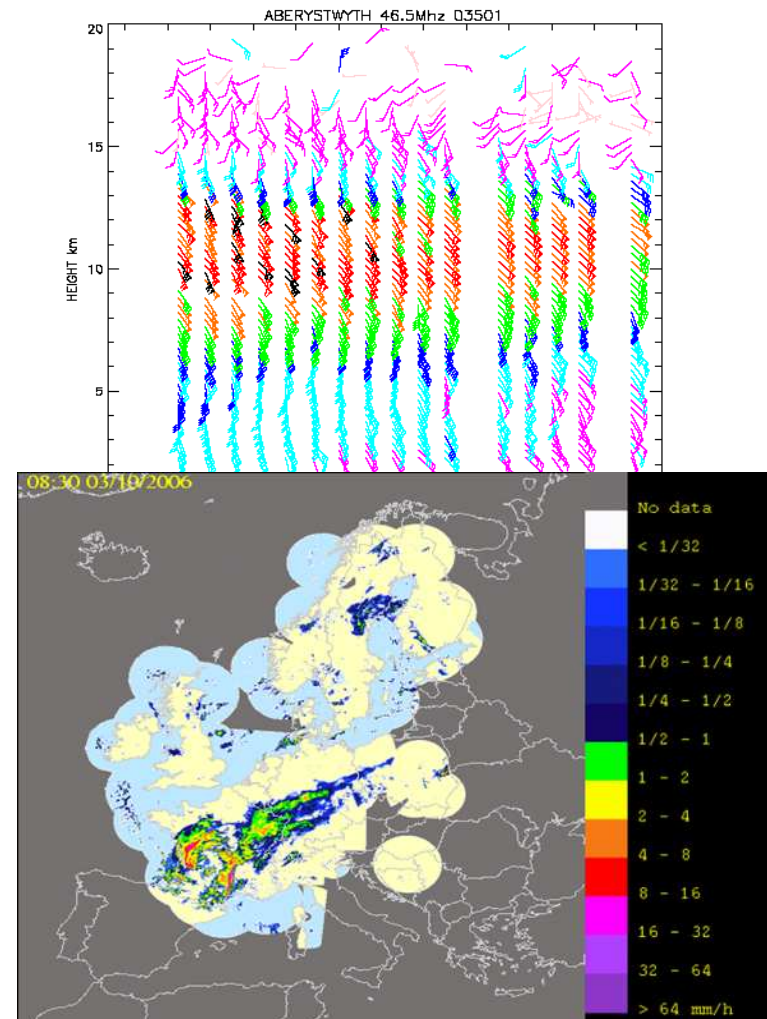 ABERYSTWYTH 46.5Mhz 03501
20
15
10
5
HEIGHT km
08:30 03/10/2006
No data
< 1/32
1/32 - 1/16
1/16 - 1/8
1/8 - 1/4
1/4 - 1/2
1/2 - 1
1 - 2
2 - 4
4 - 8
8 - 16
16 - 32
32 - 64
> 64 mm/h